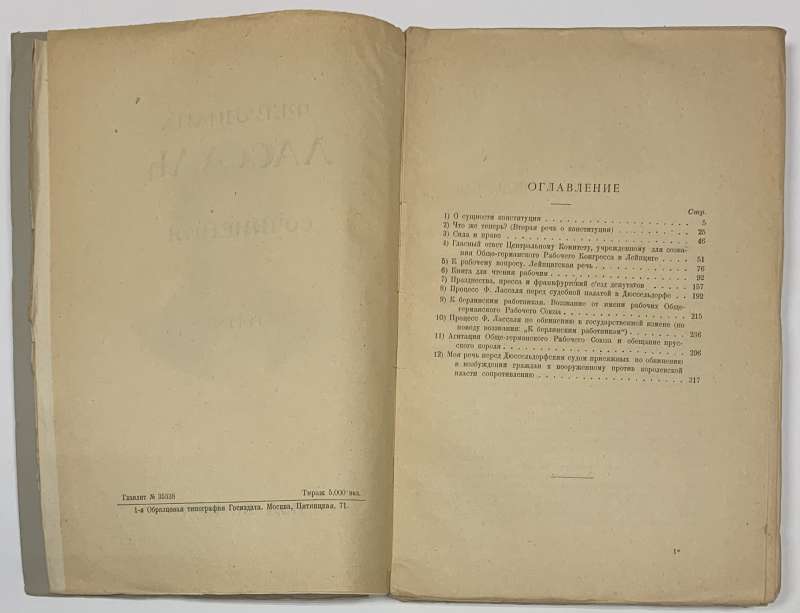 Главлит № 35338
Тираж 5.000 экз.
1-я Образцовая типография Госиздата. Москва, Пятницкая, 71.
ОГЛАВЛЕНИЕ
Стр.
1) О сущности конституции . . . . . . . . . . 5
2) Что же теперь? (Вторая речь о конституции) . . . . . . . . . . 25
3) Сила и право . . . . . . . . . . 46
4) Гласный ответ Центральному Комитету, учрежденному для созва-
ния Обще-германского Рабочего Конгресса в Лейпциге . . . . 51
5) К рабочему вопросу. Лейпцигская речь . . . . . . . . . . 76
6) Книга для чтения рабочим . . . . . . . . . . 92
7) Празднества, пресса и франкфуртский с'езд депутатов . . . . . . 157
8) Процесс Ф. Лассаля перед судебной палатой в Дюссельдорфе . . 192
9) К берлинским работникам. Воззвание от имени рабочих Обще-
германского Рабочего Союза . . . . . . . . . . 215
10) Процесс Ф. Лассаля по обвинению в государственной измене (по
поводу воззвания: „К берлинским работникам") . . . . . . 236
11) Агитация Обще-германского Рабочего Союза и обещание прус-
ского короля . . . . . . . . . . 296
12) Моя речь перед Дюссельдорфским судом присяжных по обвинению
в возбуждении граждан к вооруженному против королевской
власти сопротивлению . . . . . . . . . . 317
1*